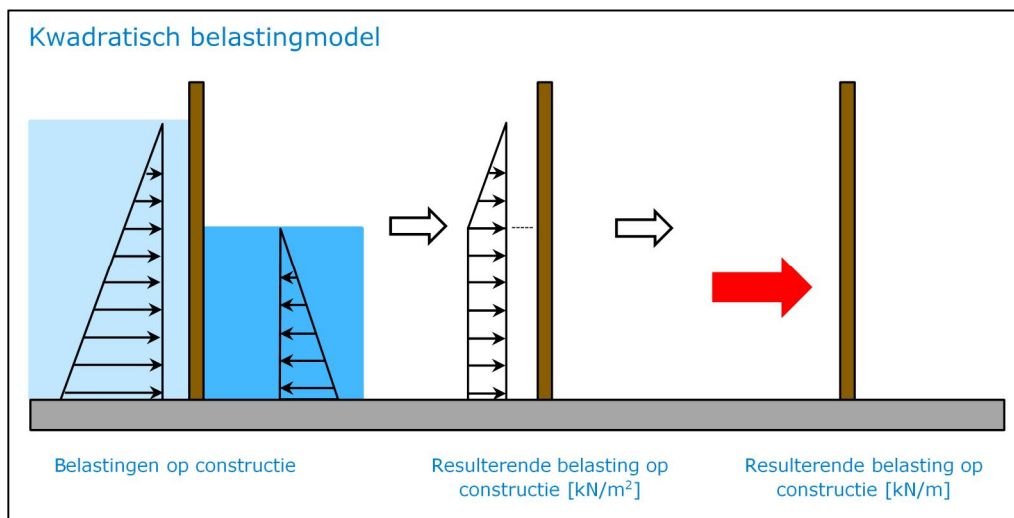 Kwadratisch belastingmodel
Belastingen op constructie
Resulterende belasting op
constructie [kN/m²]
Resulterende belasting op
constructie [kN/m]